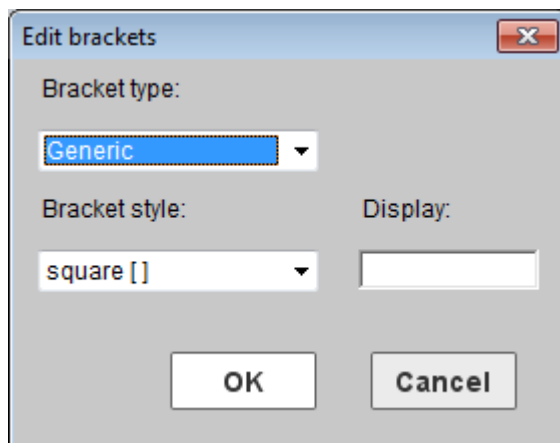 Edit brackets
Bracket type:
Generic
Bracket style: Display:
square [ ]
OK Cancel